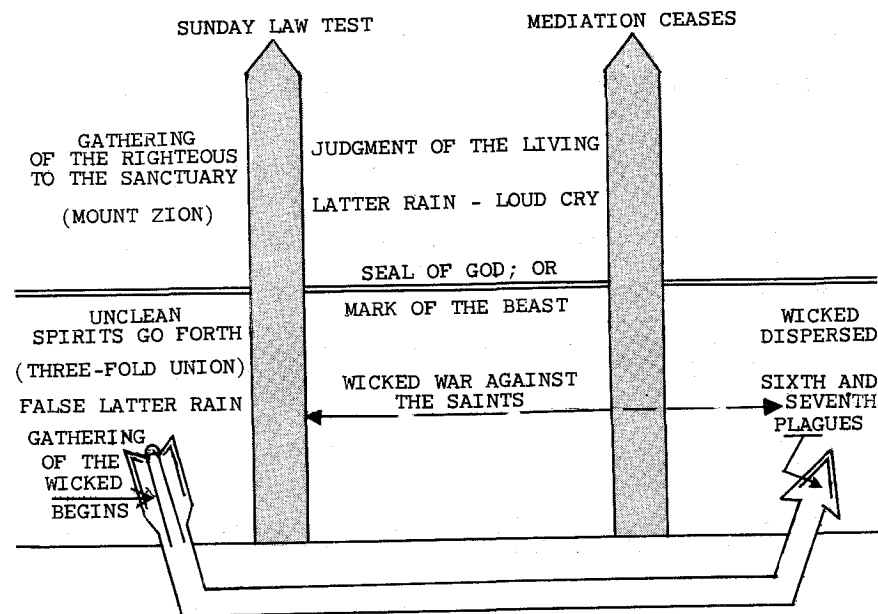 SUNDAY LAW TEST
MEDIATION CEASES
GATHERING
OF THE RIGHTEOUS
TO THE SANCTUARY
(MOUNT ZION)
JUDGMENT OF THE LIVING
LATTER RAIN - LOUD CRY
SEAL OF GOD; OR
MARK OF THE BEAST
UNCLEAN
SPIRITS GO FORTH
(THREE-FOLD UNION)
FALSE LATTER RAIN
GATHERING
OF THE
WICKED
BEGINS
WICKED WAR AGAINST
THE SAINTS
WICKED
DISPERSED
SIXTH AND
SEVENTH
PLAGUES